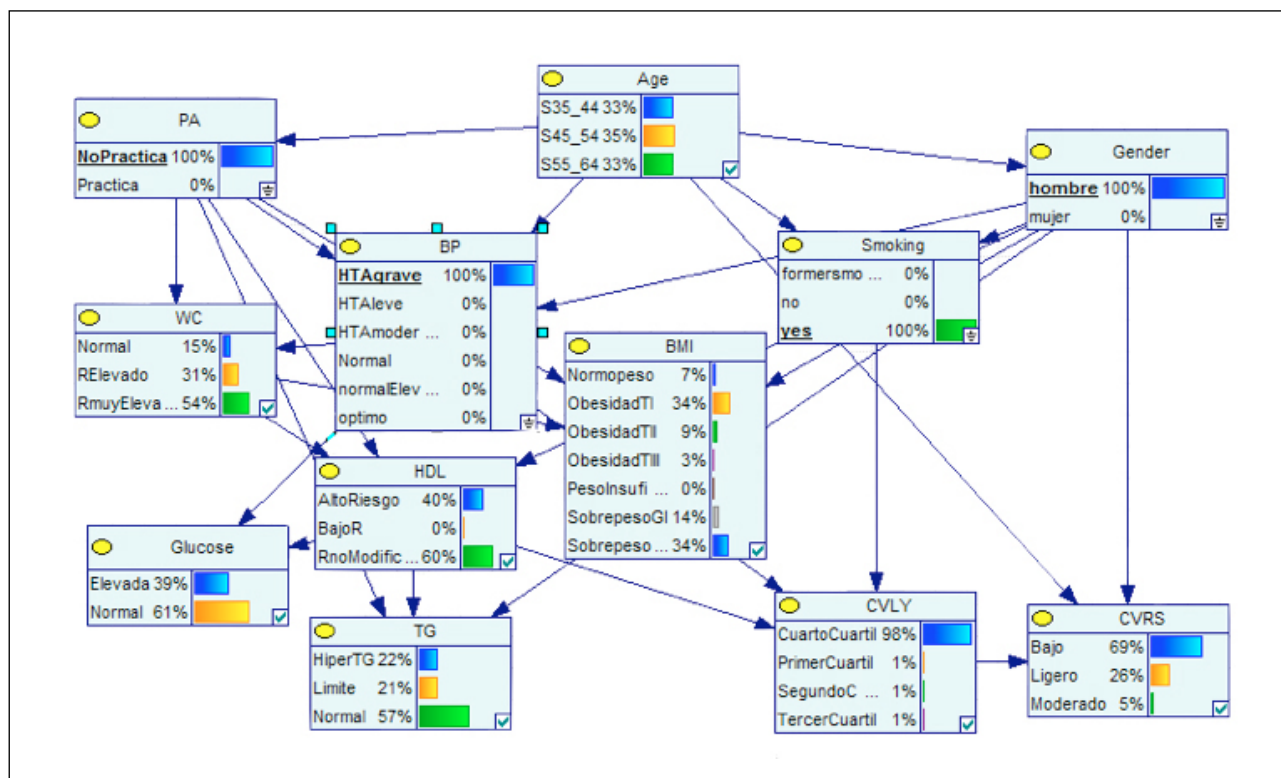 Age
S35_44 33%
S45_54 35%
S55_64 33%
PA
NoPractica 100%
Practica 0%
Gender
hombre 100%
mujer 0%
BP
HTAgrave 100%
HTAleve 0%
HTAmoder ... 0%
Normal 0%
normalElev ... 0%
optimo 0%
Smoking
formersmo ... 0%
no 0%
yes 100%
WC
Normal 15%
RElevado 31%
RmuyEleva ... 54%
BMI
Normopeso 7%
ObesidadTI 34%
ObesidadTII 9%
ObesidadTIII 3%
PesoInsufi ... 0%
SobrepesoGI 14%
Sobrepeso ... 34%
HDL
AltoRiesgo 40%
BajoR 0%
RnoModific ... 60%
Glucose
Elevada 39%
Normal 61%
TG
HiperTG 22%
Limite 21%
Normal 57%
CVLY
CuartoCuartil 98%
PrimerCuartil 1%
SegundoC ... 1%
TercerCuartil 1%
CVRS
Bajo 69%
Ligero 26%
Moderado 5%